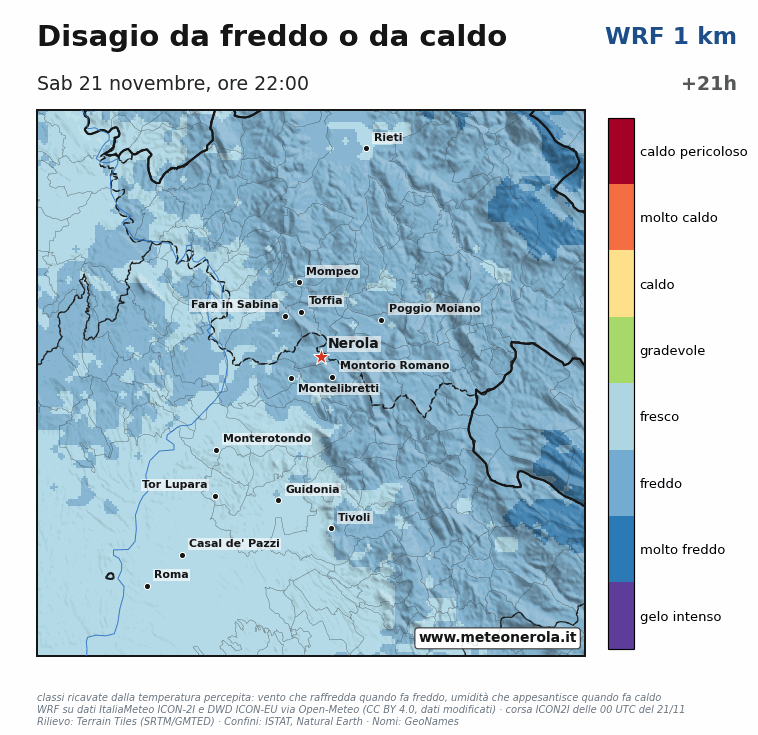 Disagio da freddo o da caldo
WRF 1 km
Sab 21 novembre, ore 22:00
+21h
Rieti
Mompeo
Fara in Sabina
Toffia
Poggio Moiano
Nerola
Montorio Romano
Montelibretti
Monterotondo
Tor Lupara
Guidonia
Tivoli
Casal de' Pazzi
Roma
www.meteonerola.it
caldo pericoloso
molto caldo
caldo
gradevole
fresco
freddo
molto freddo
gelo intenso
classi ricavate dalla temperatura percepita: vento che raffredda quando fa freddo, umidità che appesantisce quando fa caldo
WRF su dati ItaliaMeteo ICON-2I e DWD ICON-EU via Open-Meteo (CC BY 4.0, dati modificati) · corsa ICON2I delle 00 UTC del 21/11
Rilievo: Terrain Tiles (SRTM/GMTED) · Confini: ISTAT, Natural Earth · Nomi: GeoNames